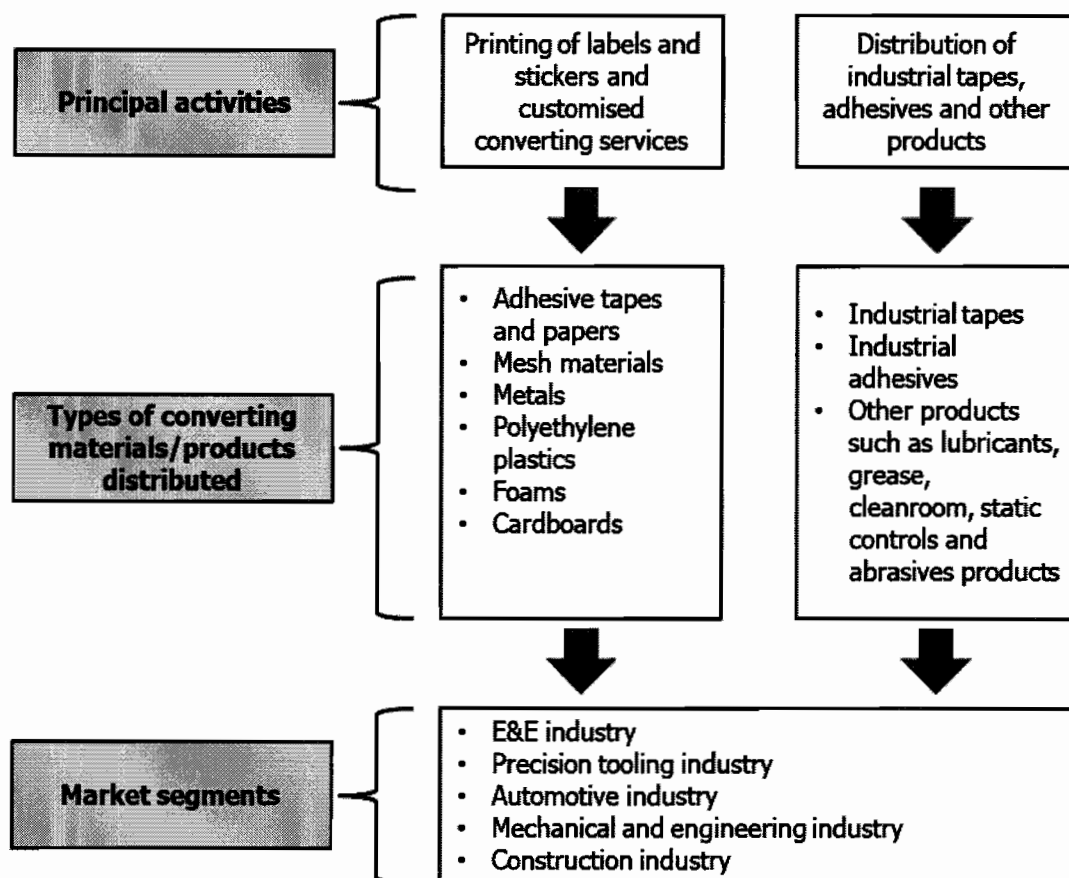 Principal activities
Printing of labels and
stickers and
customised
converting services
Distribution of
industrial tapes,
adhesives and other
products
Types of converting
materials/products
distributed
• Adhesive tapes
and papers
• Mesh materials
• Metals
• Polyethylene
plastics
• Foams
• Cardboards
• Industrial tapes
• Industrial
adhesives
• Other products
such as lubricants,
grease,
cleanroom, static
controls and
abrasives products
Market segments
• E&E industry
• Precision tooling industry
• Automotive industry
• Mechanical and engineering industry
• Construction industry